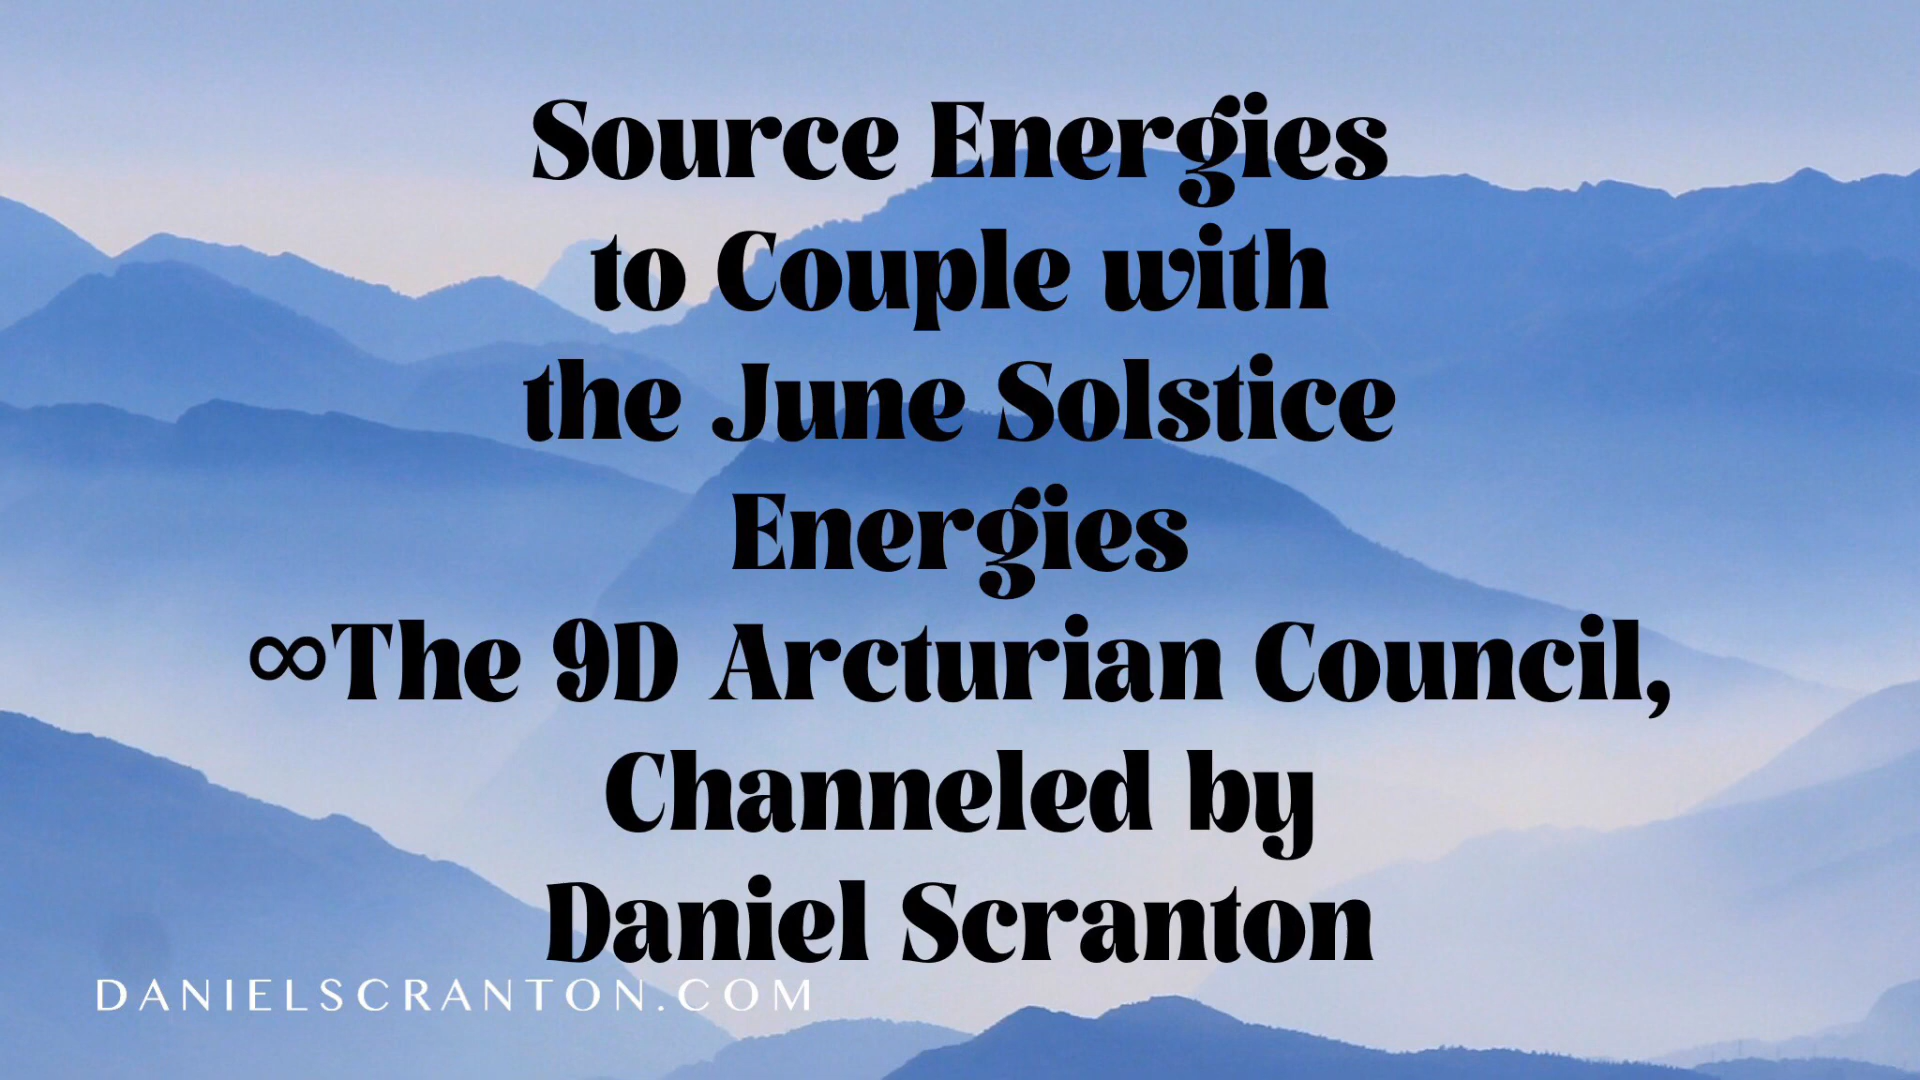 Source Energies
to Couple with
the June Solstice
Energies
∞The 9D Arcturian Council,
Channeled by
Daniel Scranton
DANIELSCRANTON.COM